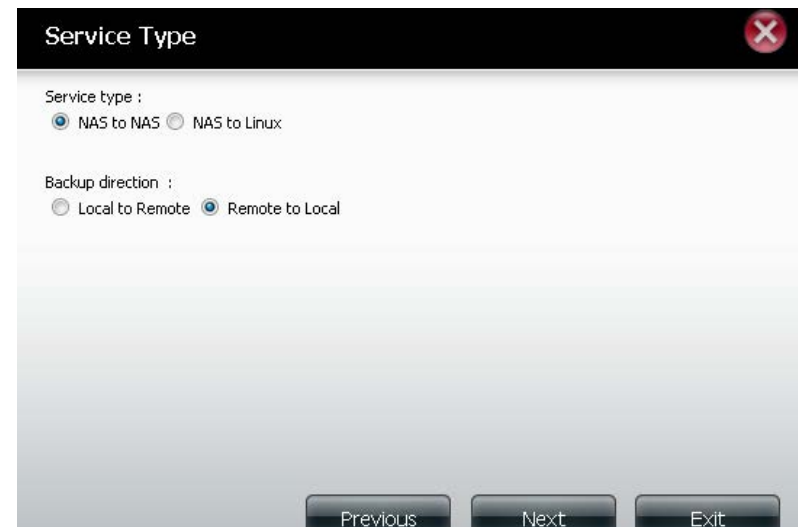 Service Type
Service type :
NAS to NAS NAS to Linux
Backup direction :
Local to Remote Remote to Local
Previous Next Exit